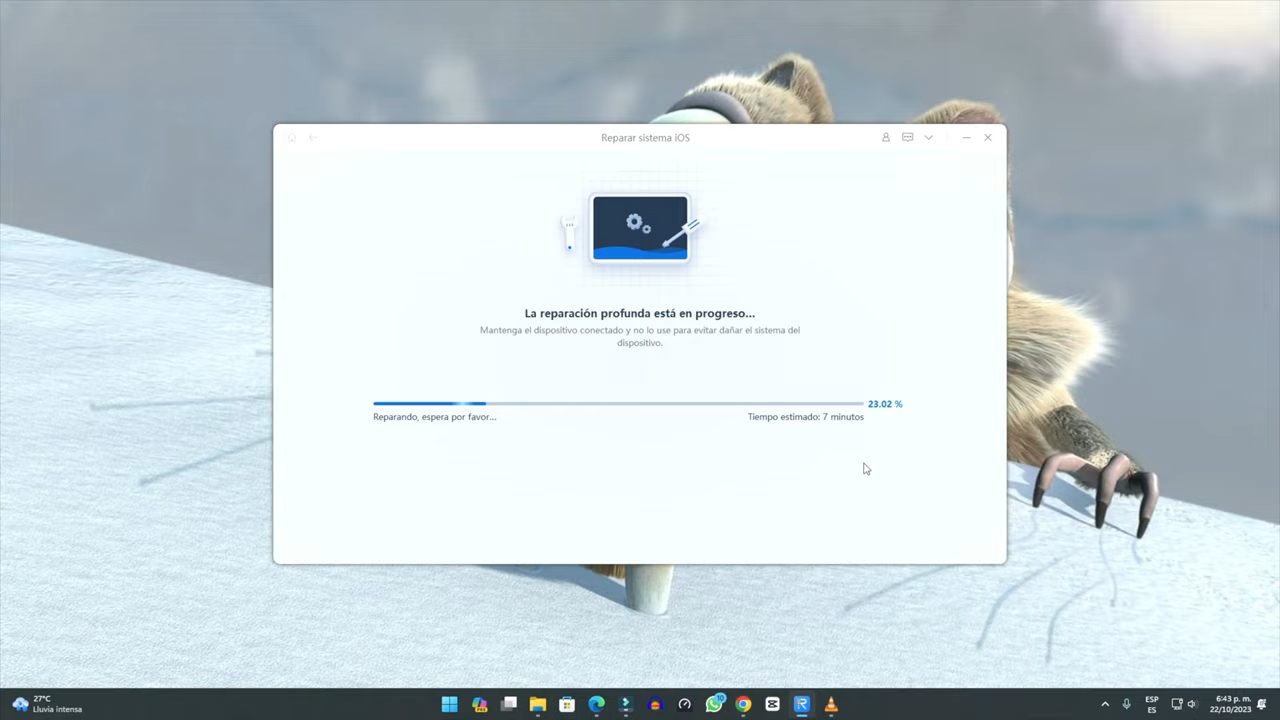 Reparar sistema iOS
La reparación profunda está en progreso...
Mantenga el dispositivo conectado y no lo use para evitar dañar el sistema del
dispositivo.
23.02 %
Reparando, espera por favor...
Tiempo estimado: 7 minutos
27°C
Lluvia intensa
10
ESP
ES
6:43 p. m.
22/10/2023